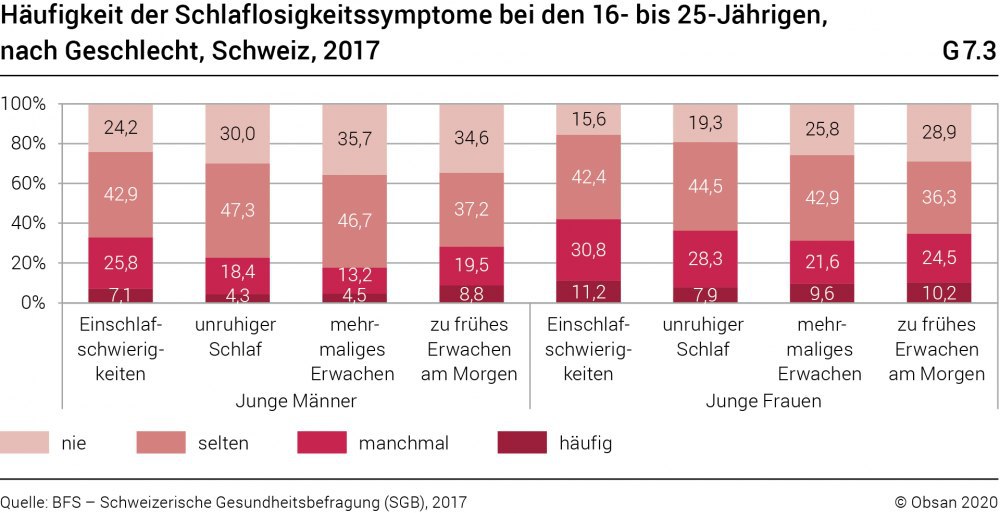 Häufigkeit der Schlaflosigkeitssymptome bei den 16- bis 25-Jährigen,
nach Geschlecht, Schweiz, 2017 G 7.3
100%
80%
60%
40%
20%
0%
24,2 30,0 35,7 34,6 15,6 19,3 25,8 28,9
42,9 47,3 46,7 37,2 42,4 44,5 42,9 36,3
25,8 18,4 13,2 19,5 30,8 28,3 21,6 24,5
7,1 4,3 4,5 8,8 11,2 7,9 9,6 10,2
Einschlaf-
schwierig-
keiten
unruhiger
Schlaf
mehr-
maliges
Erwachen
zu frühes
Erwachen
am Morgen
Einschlaf-
schwierig-
keiten
unruhiger
Schlaf
mehr-
maliges
Erwachen
zu frühes
Erwachen
am Morgen
Junge Männer
Junge Frauen
nie selten manchmal häufig
Quelle: BFS – Schweizerische Gesundheitsbefragung (SGB), 2017 © Obsan 2020